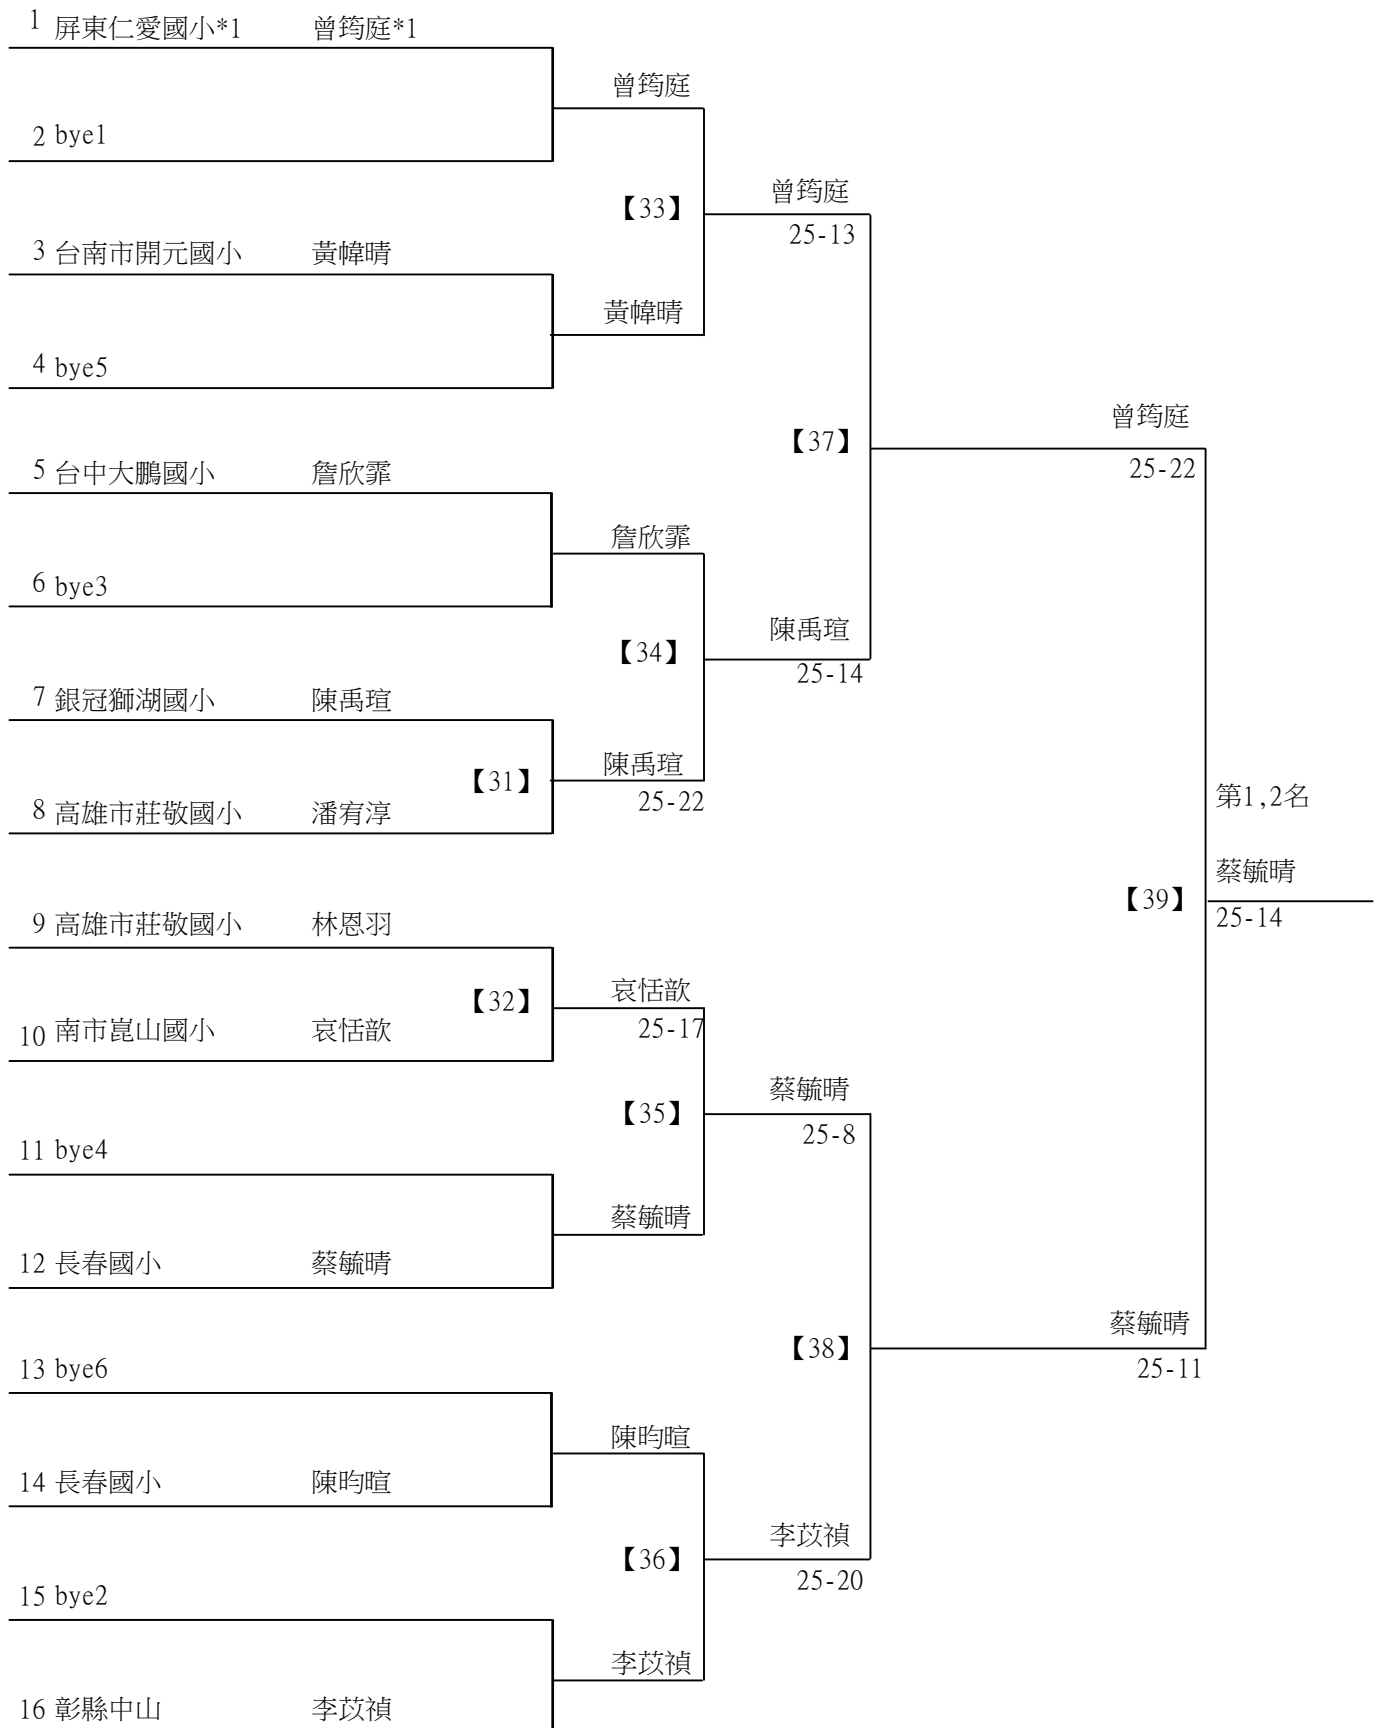 1 屏東仁愛國小*1 曾筠庭*1
曾筠庭
2 bye1
曾筠庭
【33】
25-13
3 台南市開元國小 黃幃晴
黃幃晴
4 bye5
曾筠庭
【37】
25-22
5 台中大鵬國小 詹欣霏
詹欣霏
6 bye3
陳禹瑄
【34】
25-14
7 銀冠獅湖國小 陳禹瑄
陳禹瑄
【31】
25-22
8 高雄市莊敬國小 潘宥淳
第1,2名
蔡毓晴
【39】
25-14
9 高雄市莊敬國小 林恩羽
哀恬歆
【32】
25-17
10 南市崑山國小 哀恬歆
蔡毓晴
【35】
25-8
11 bye4
蔡毓晴
12 長春國小 蔡毓晴
蔡毓晴
【38】
25-11
13 bye6
陳昀暄
14 長春國小 陳昀暄
李苡禎
【36】
25-20
15 bye2
李苡禎
16 彰縣中山 李苡禎